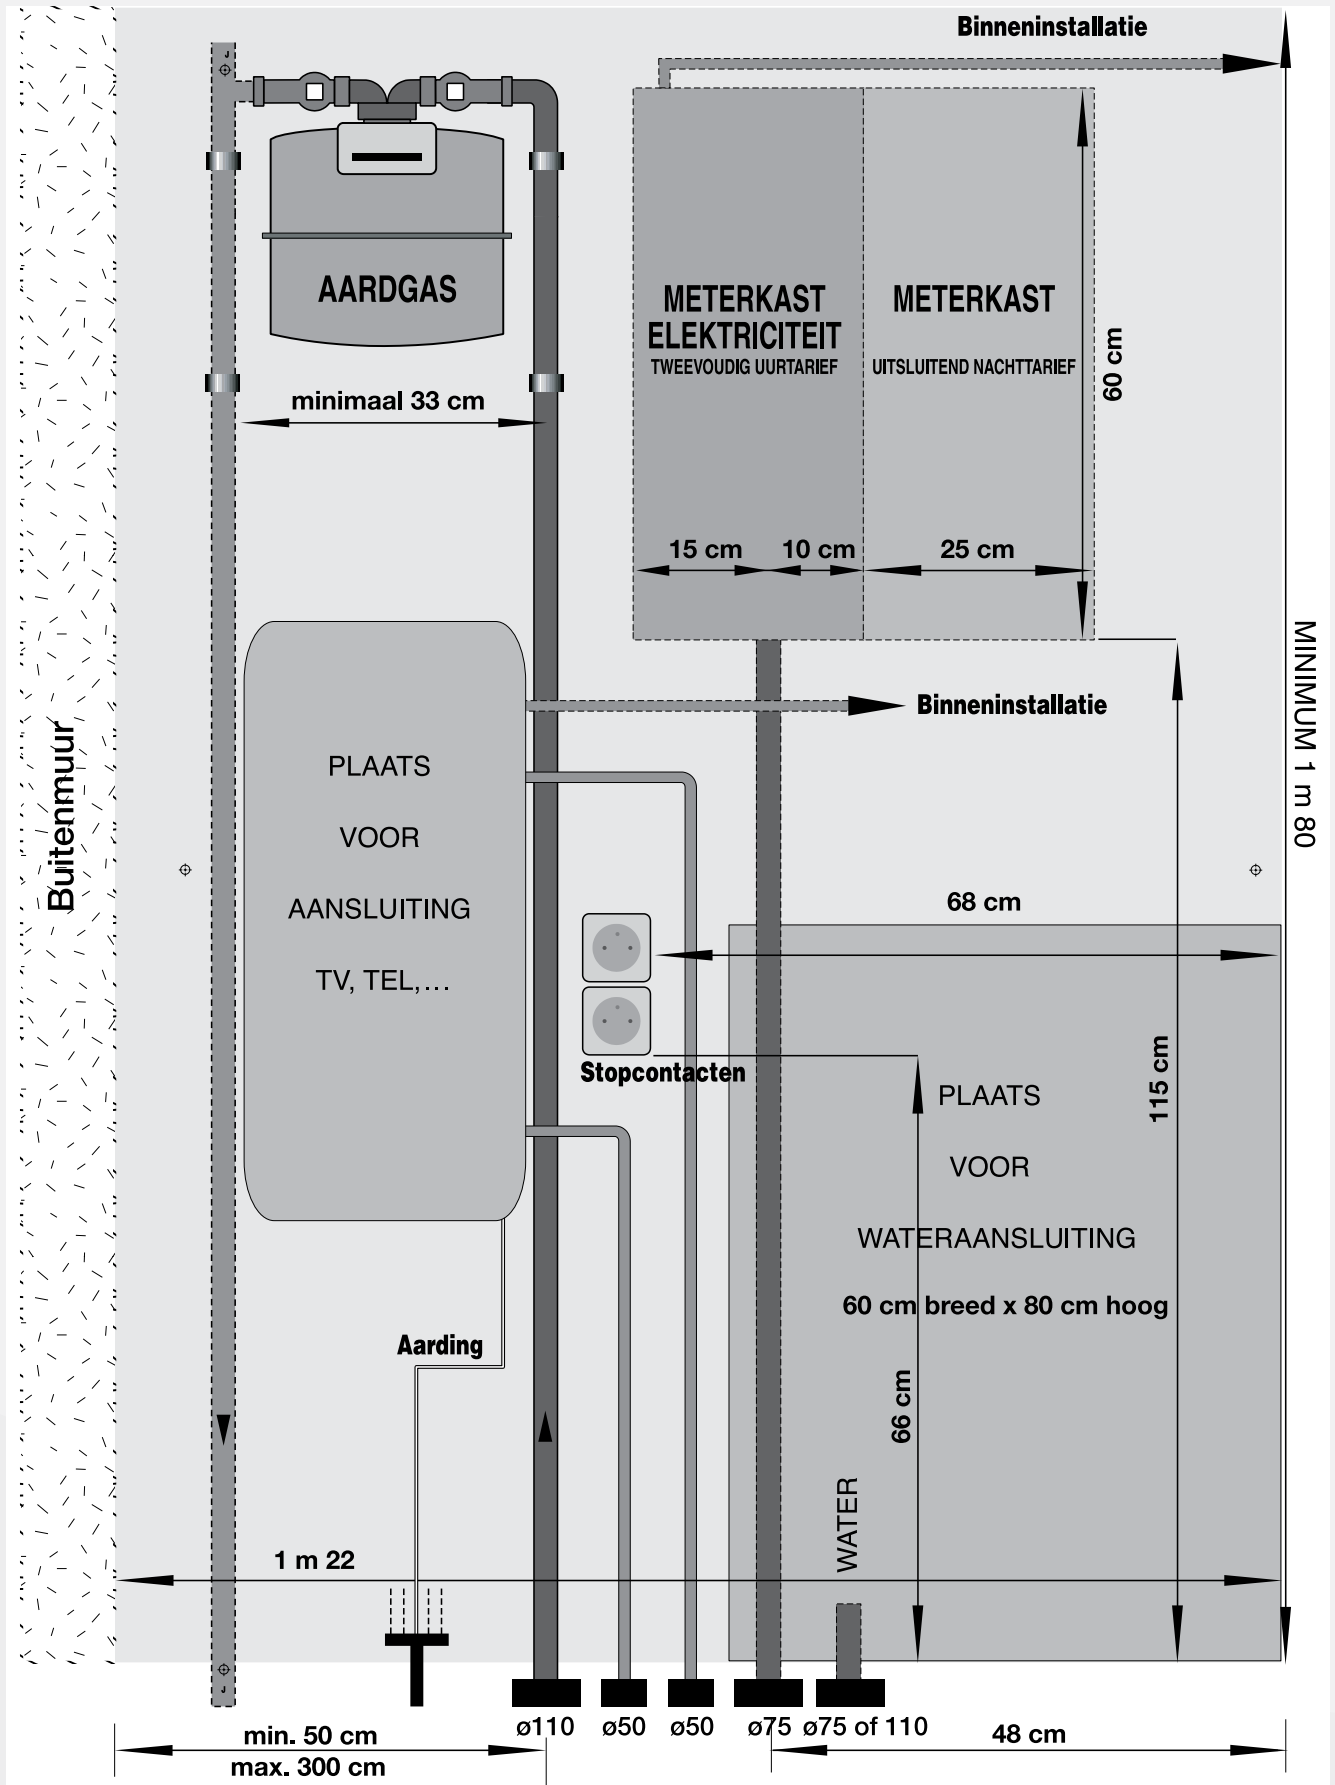 Binneninstallatie
AARDGAS
METERKAST
ELEKTRICITEIT
TWEEVOUDIG UURTARIEF
METERKAST
UITSLUITEND NACHTTARIEF
60 cm
minimaal 33 cm
15 cm
10 cm
25 cm
MINIMUM 1 m 80
Binneninstallatie
Buitenmuur
PLAATS
VOOR
AANSLUITING
TV, TEL,...
68 cm
Stopcontacten
115 cm
PLAATS
VOOR
WATERAANSLUITING
60 cm breed x 80 cm hoog
Aarding
66 cm
WATER
1 m 22
ø110
ø50
ø50
ø75
ø75 of 110
min. 50 cm
max. 300 cm
48 cm